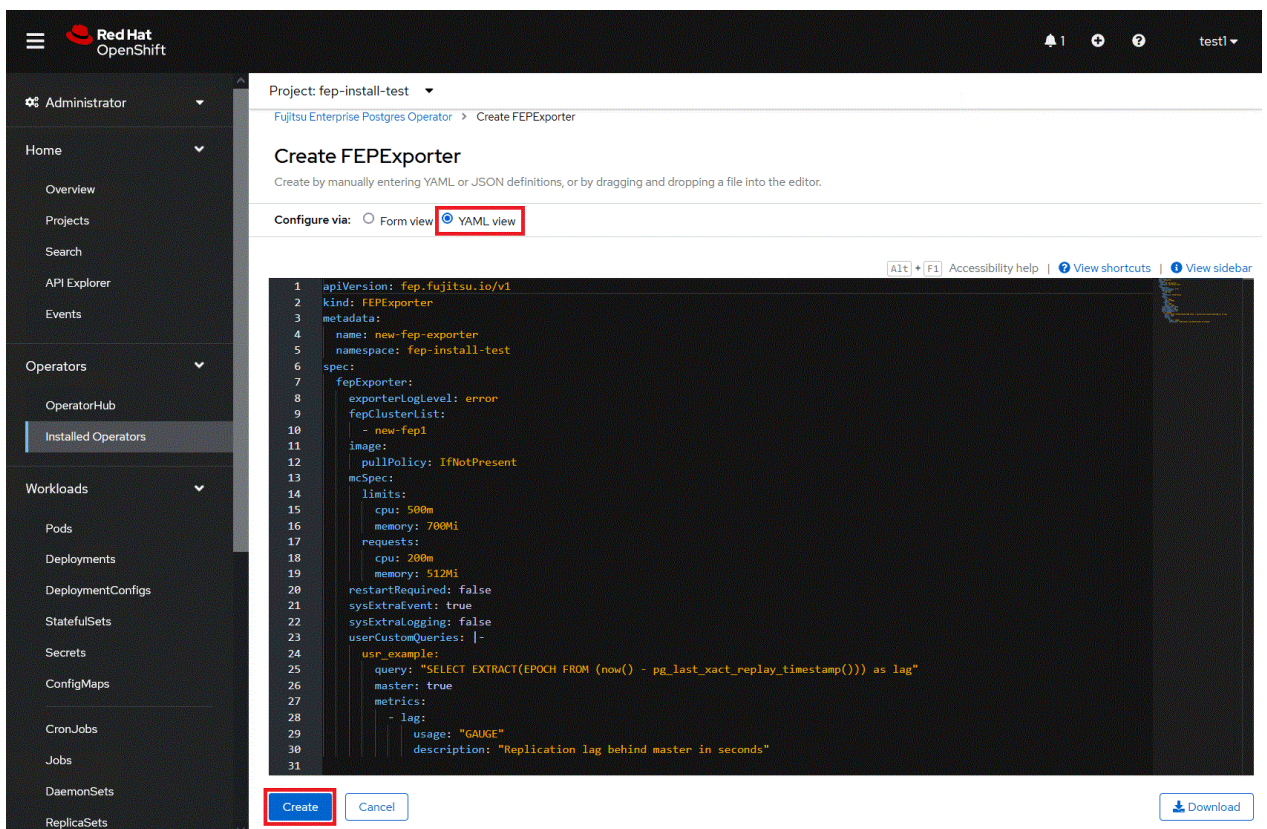 Red Hat
OpenShift
1
test1
Administrator
Home
Overview
Projects
Search
API Explorer
Events
Operators
OperatorHub
Installed Operators
Workloads
Pods
Deployments
DeploymentConfigs
StatefulSets
Secrets
ConfigMaps
CronJobs
Jobs
DaemonSets
ReplicaSets
Project: fep-install-test
Fujitsu Enterprise Postgres Operator > Create FEPExporter
Create FEPExporter
Create by manually entering YAML or JSON definitions, or by dragging and dropping a file into the editor.
Configure via: Form view YAML view
Alt + F1 Accessibility help | View shortcuts | View sidebar
1 apiVersion: fep.fujitsu.io/v1
2 kind: FEPExporter
3 metadata:
4   name: new-fep-exporter
5   namespace: fep-install-test
6 spec:
7   fepExporter:
8     exporterLogLevel: error
9     fepClusterList:
10       - new-fep1
11     image:
12       pullPolicy: IfNotPresent
13     mcSpec:
14       limits:
15         cpu: 500m
16         memory: 700Mi
17       requests:
18         cpu: 200m
19         memory: 512Mi
20     restartRequired: false
21     sysExtraEvent: true
22     sysExtraLogging: false
23     userCustomQueries: |-
24       usr_example:
25         query: "SELECT EXTRACT(EPOCH FROM (now() - pg_last_xact_replay_timestamp())) as lag"
26         master: true
27         metrics:
28           - lag:
29               usage: "GAUGE"
30               description: "Replication lag behind master in seconds"
31
Create Cancel Download